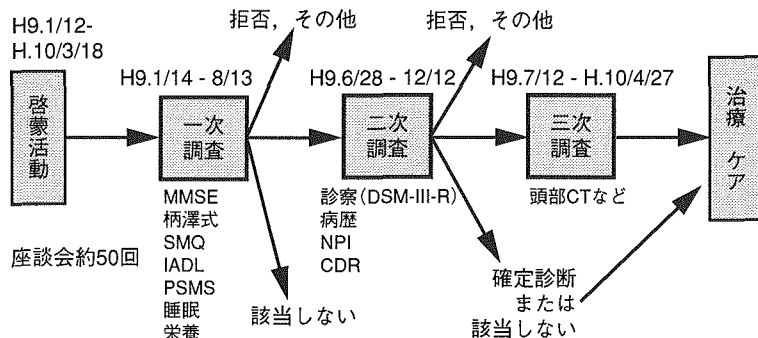 H9.1/12-
H.10/3/18
啓蒙活動
座談会約50回
H9.1/14 - 8/13
一次
調査
MMSE
柄澤式
SMQ
IADL
PSMS
睡眠
栄養
拒否，その他
該当しない
H9.6/28 - 12/12
二次
調査
診察（DSM-III-R）
病歴
NPI
CDR
拒否，その他
確定診断
または
該当しない
H9.7/12 - H.10/4/27
三次
調査
頭部CTなど
治療 ケア